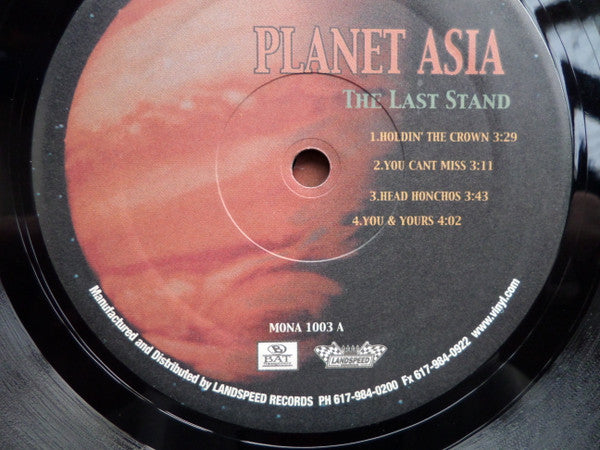 PLANET ASIA
THE LAST STAND
1.HOLDIN' THE CROWN 3:29
2.YOU CANT MISS 3:11
3.HEAD HONCHOS 3:43
4.YOU & YOURS 4:02
MONA 1003 A
BAT
LANDSPEED
Manufactured and Distributed by LANDSPEED RECORDS PH 617-984-0200 Fx 617-984-0922 www.vinyl.com